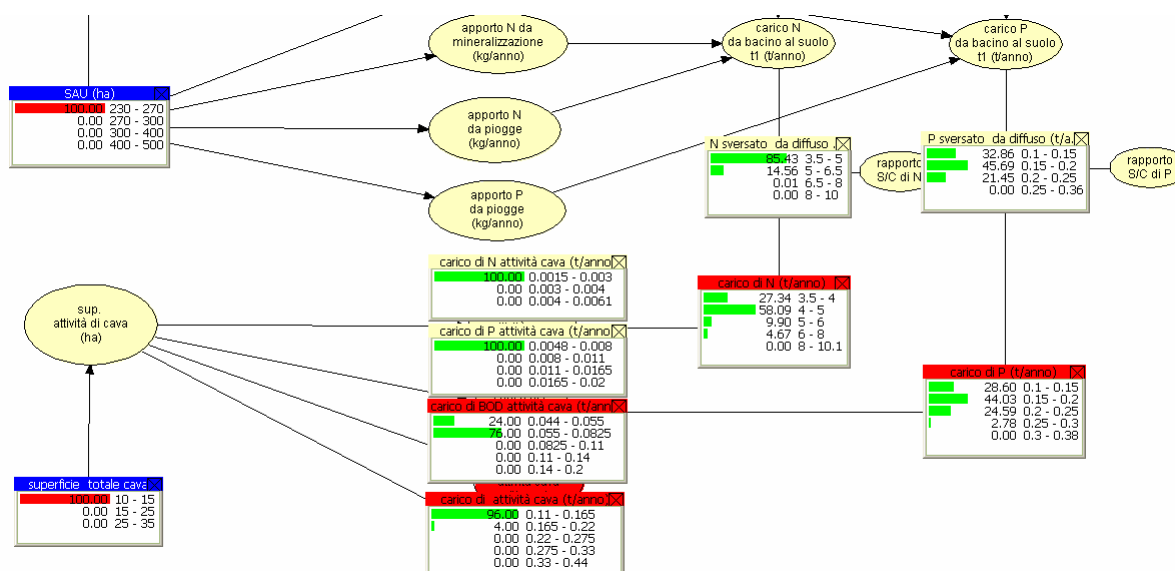 apporto N da
mineralizzazione
(kg/anno)
carico N
da bacino al suolo
t1 (t/anno)
carico P
da bacino al suolo
t1 (t/anno)
SAU (ha)
100.00 230 - 270
0.00 270 - 300
0.00 300 - 400
0.00 400 - 500
apporto N
da piogge
(kg/anno)
N sversato da diffuso
85.43 3.5 - 5
14.56 5 - 6.5
0.01 6.5 - 8
0.00 8 - 10
rapporto
S/C di N
P sversato da diffuso (t/a
32.86 0.1 - 0.15
45.69 0.15 - 0.2
21.45 0.2 - 0.25
0.00 0.25 - 0.36
rapporto
S/C di P
apporto P
da piogge
(kg/anno)
carico di N attività cava (t/anno
100.00 0.0015 - 0.003
0.00 0.003 - 0.004
0.00 0.004 - 0.0061
carico di N (t/anno)
27.34 3.5 - 4
58.09 4 - 5
9.90 5 - 6
4.67 6 - 8
0.00 8 - 10.1
sup.
attività di cava
(ha)
carico di P attività cava (t/anno
100.00 0.0048 - 0.008
0.00 0.008 - 0.011
0.00 0.011 - 0.0165
0.00 0.0165 - 0.02
carico di P (t/anno)
28.60 0.1 - 0.15
44.03 0.15 - 0.2
24.59 0.2 - 0.25
2.78 0.25 - 0.3
0.00 0.3 - 0.38
carico di BOD attività cava (t/ann
24.00 0.044 - 0.055
76.00 0.055 - 0.0825
0.00 0.0825 - 0.11
0.00 0.11 - 0.14
0.00 0.14 - 0.2
superficie totale cava
100.00 10 - 15
0.00 15 - 25
0.00 25 - 35
carico di attività cava (t/anno)
96.00 0.11 - 0.165
4.00 0.165 - 0.22
0.00 0.22 - 0.275
0.00 0.275 - 0.33
0.00 0.33 - 0.44